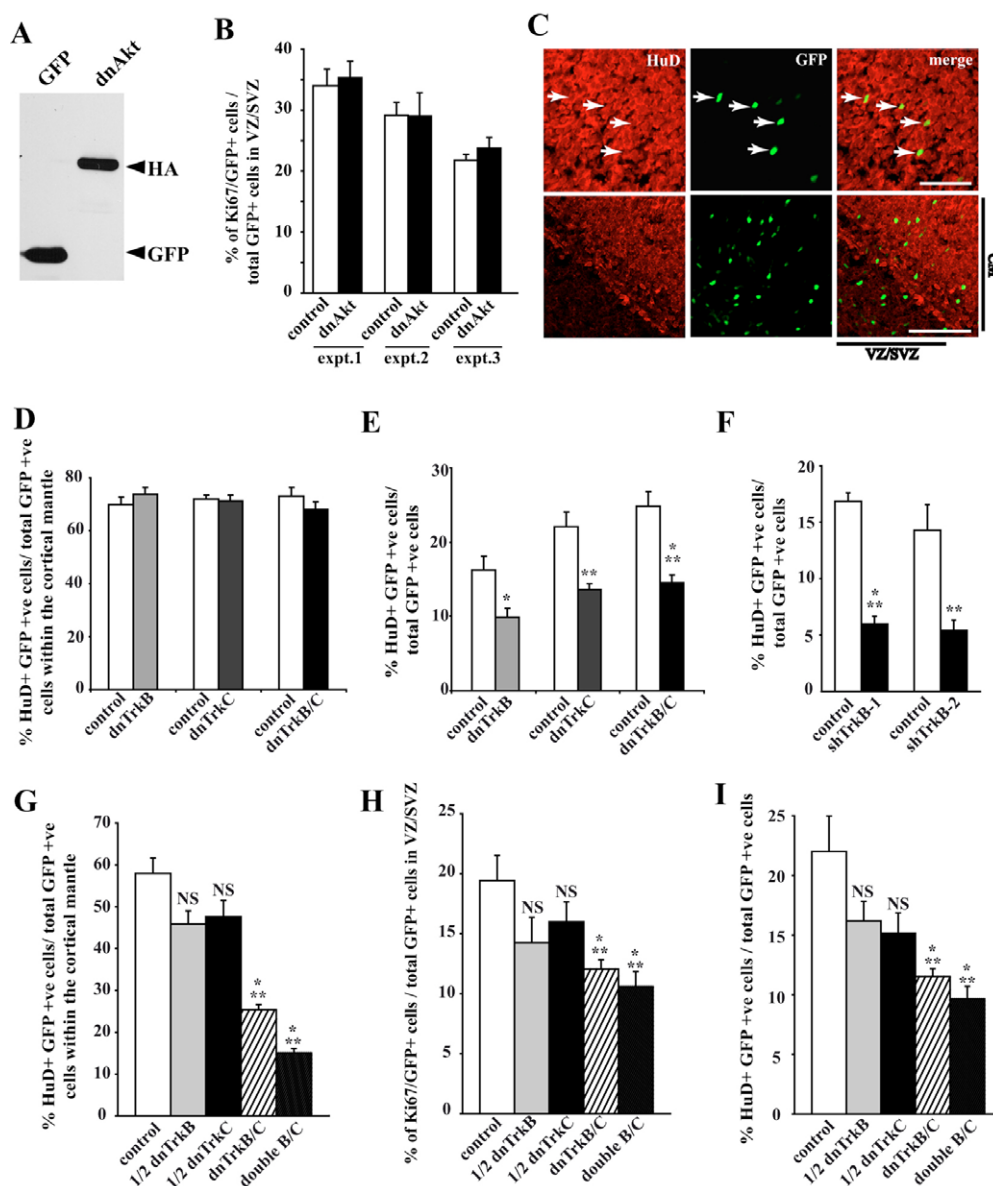 A
GFP
dnAkt
HA
GFP
B
% of Ki67/GFP+ cells /
total GFP+ cells in VZ/SVZ
40
30
20
10
0
control
dnAkt
control
dnAkt
control
dnAkt
expt.1
expt.2
expt.3
C
HuD
GFP
merge
VZ/SVZ
D
% HuD+ GFP +ve cells/ total GFP +ve
cells within the cortical mantle
80
60
40
20
0
control
dnTrkB
control
dnTrkC
control
dnTrkB/C
E
% HuD+ GFP +ve cells/
total GFP +ve cells
30
20
10
0
*
**
*
**
control
dnTrkB
control
dnTrkC
control
dnTrkB/C
F
% HuD+ GFP +ve cells/
total GFP +ve cells
20
15
10
5
0
*
**
**
control
shTrkB-1
control
shTrkB-2
G
% HuD+ GFP +ve cells/ total GFP +ve
cells within the cortical mantle
70
60
50
40
30
20
10
0
NS
NS
*
**
*
**
control
1/2 dnTrkB
1/2 dnTrkC
dnTrkB/C
double B/C
H
% of Ki67/GFP+ cells / total GFP+ cells in VZ/SVZ
25
20
15
10
5
0
NS
NS
*
**
*
**
control
1/2 dnTrkB
1/2 dnTrkC
dnTrkB/C
double B/C
I
% HuD+ GFP +ve cells / total GFP +ve cells
25
20
15
10
5
0
NS
NS
*
**
*
**
control
1/2 dnTrkB
1/2 dnTrkC
dnTrkB/C
double B/C